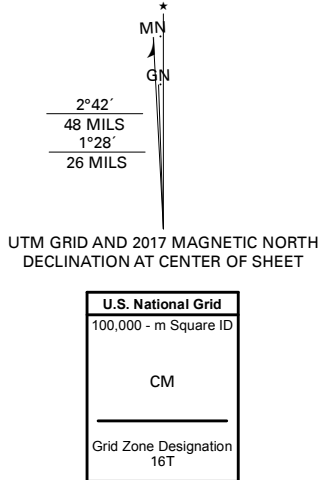 MN
GN
2°42´
48 MILS
1°28´
26 MILS
UTM GRID AND 2017 MAGNETIC NORTH
DECLINATION AT CENTER OF SHEET
U.S. National Grid
100,000 - m Square ID
CM
Grid Zone Designation
16T